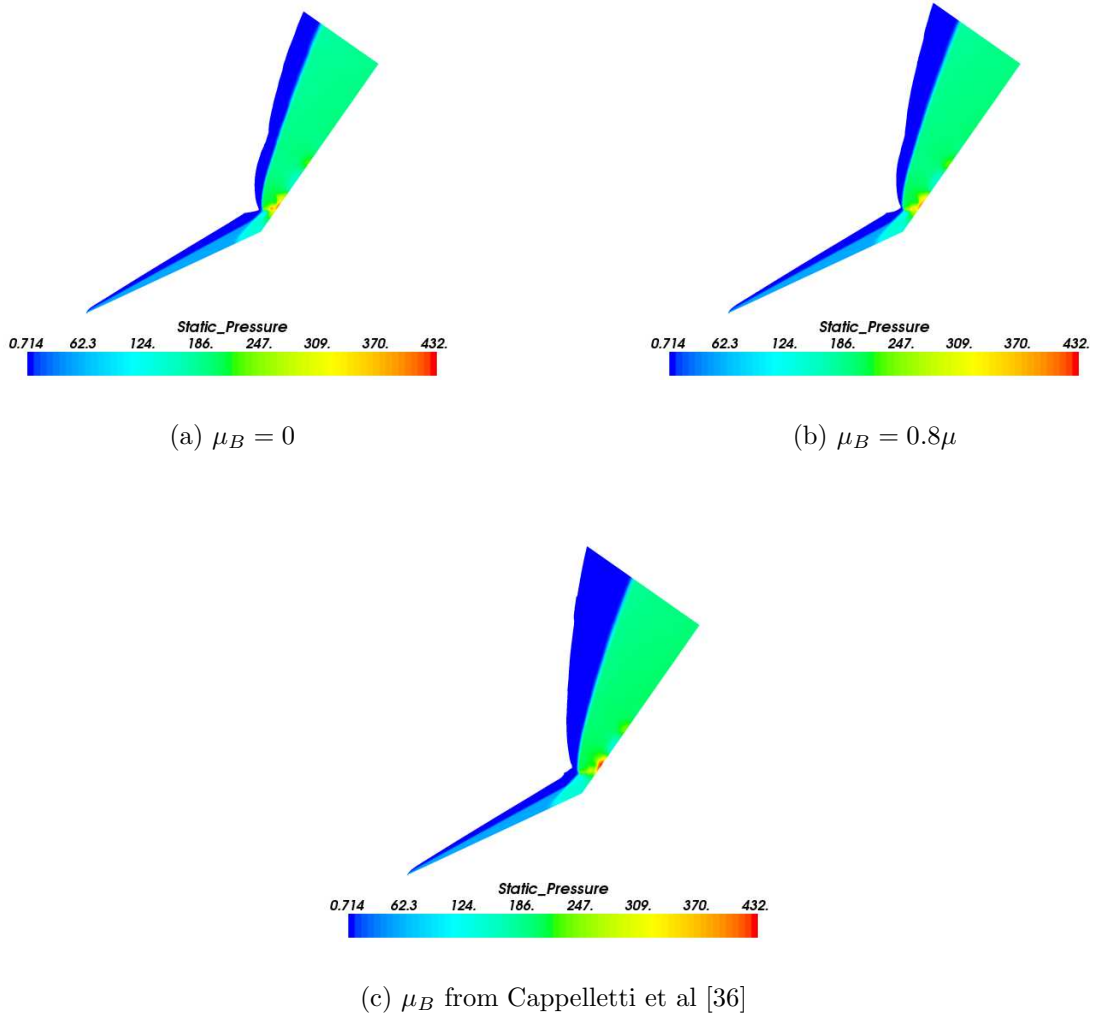 Static_Pressure
0.714 62.3 124. 186. 247. 309. 370. 432.
(a) μ_B = 0
Static_Pressure
0.714 62.3 124. 186. 247. 309. 370. 432.
(b) μ_B = 0.8μ
Static_Pressure
0.714 62.3 124. 186. 247. 309. 370. 432.
(c) μ_B from Cappelletti et al [36]